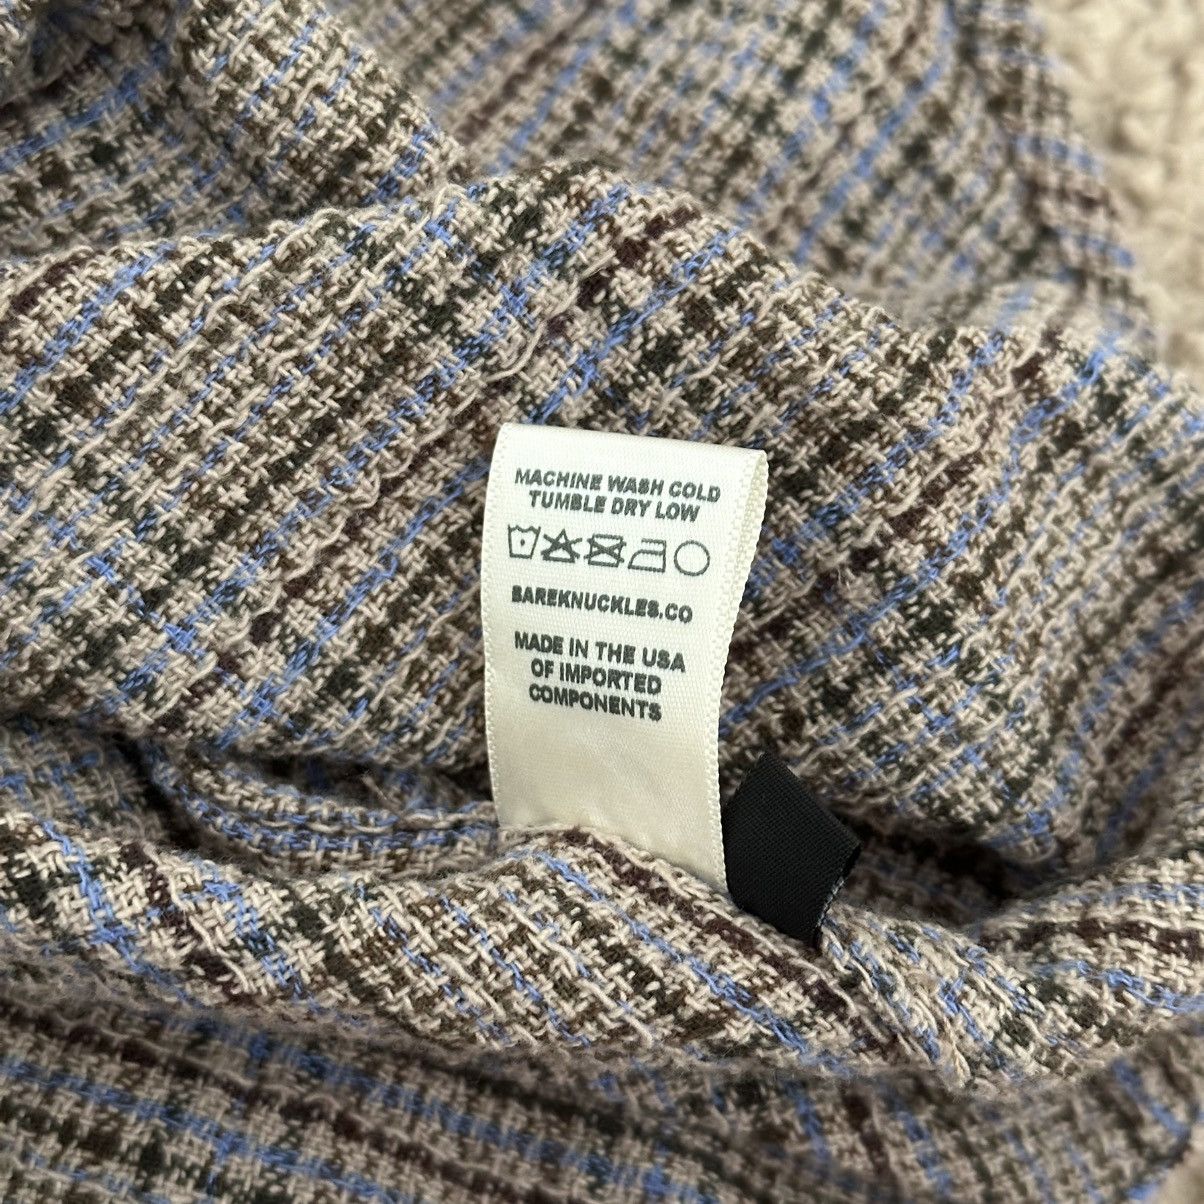 MACHINE WASH COLD
TUMBLE DRY LOW
BAREKNUCKLES.CO
MADE IN THE USA
OF IMPORTED
COMPONENTS